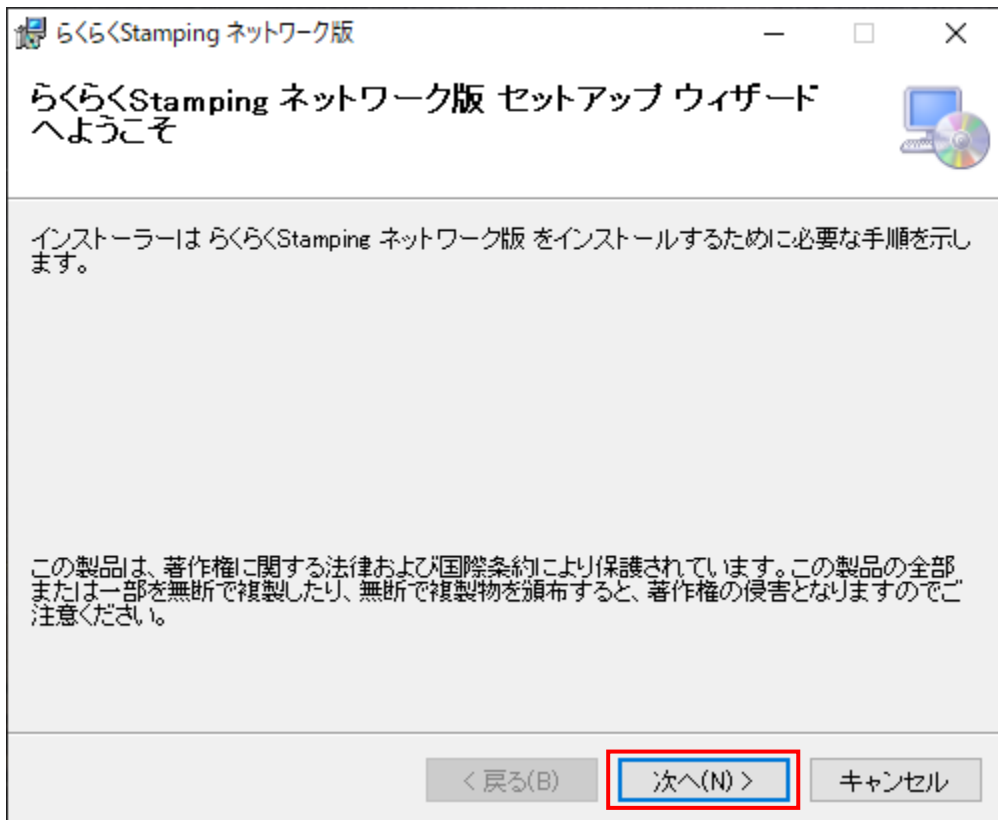 らくらくStamping ネットワーク版
らくらくStamping ネットワーク版 セットアップ ウィザード
へようこそ
インストーラーは らくらくStamping ネットワーク版 をインストールするために必要な手順を示し
ます。
この製品は、著作権に関する法律および国際条約により保護されています。この製品の全部
または一部を無断で複製したり、無断で複製物を頒布すると、著作権の侵害となりますのでご
注意ください。
< 戻る(B)
次へ(N) >
キャンセル